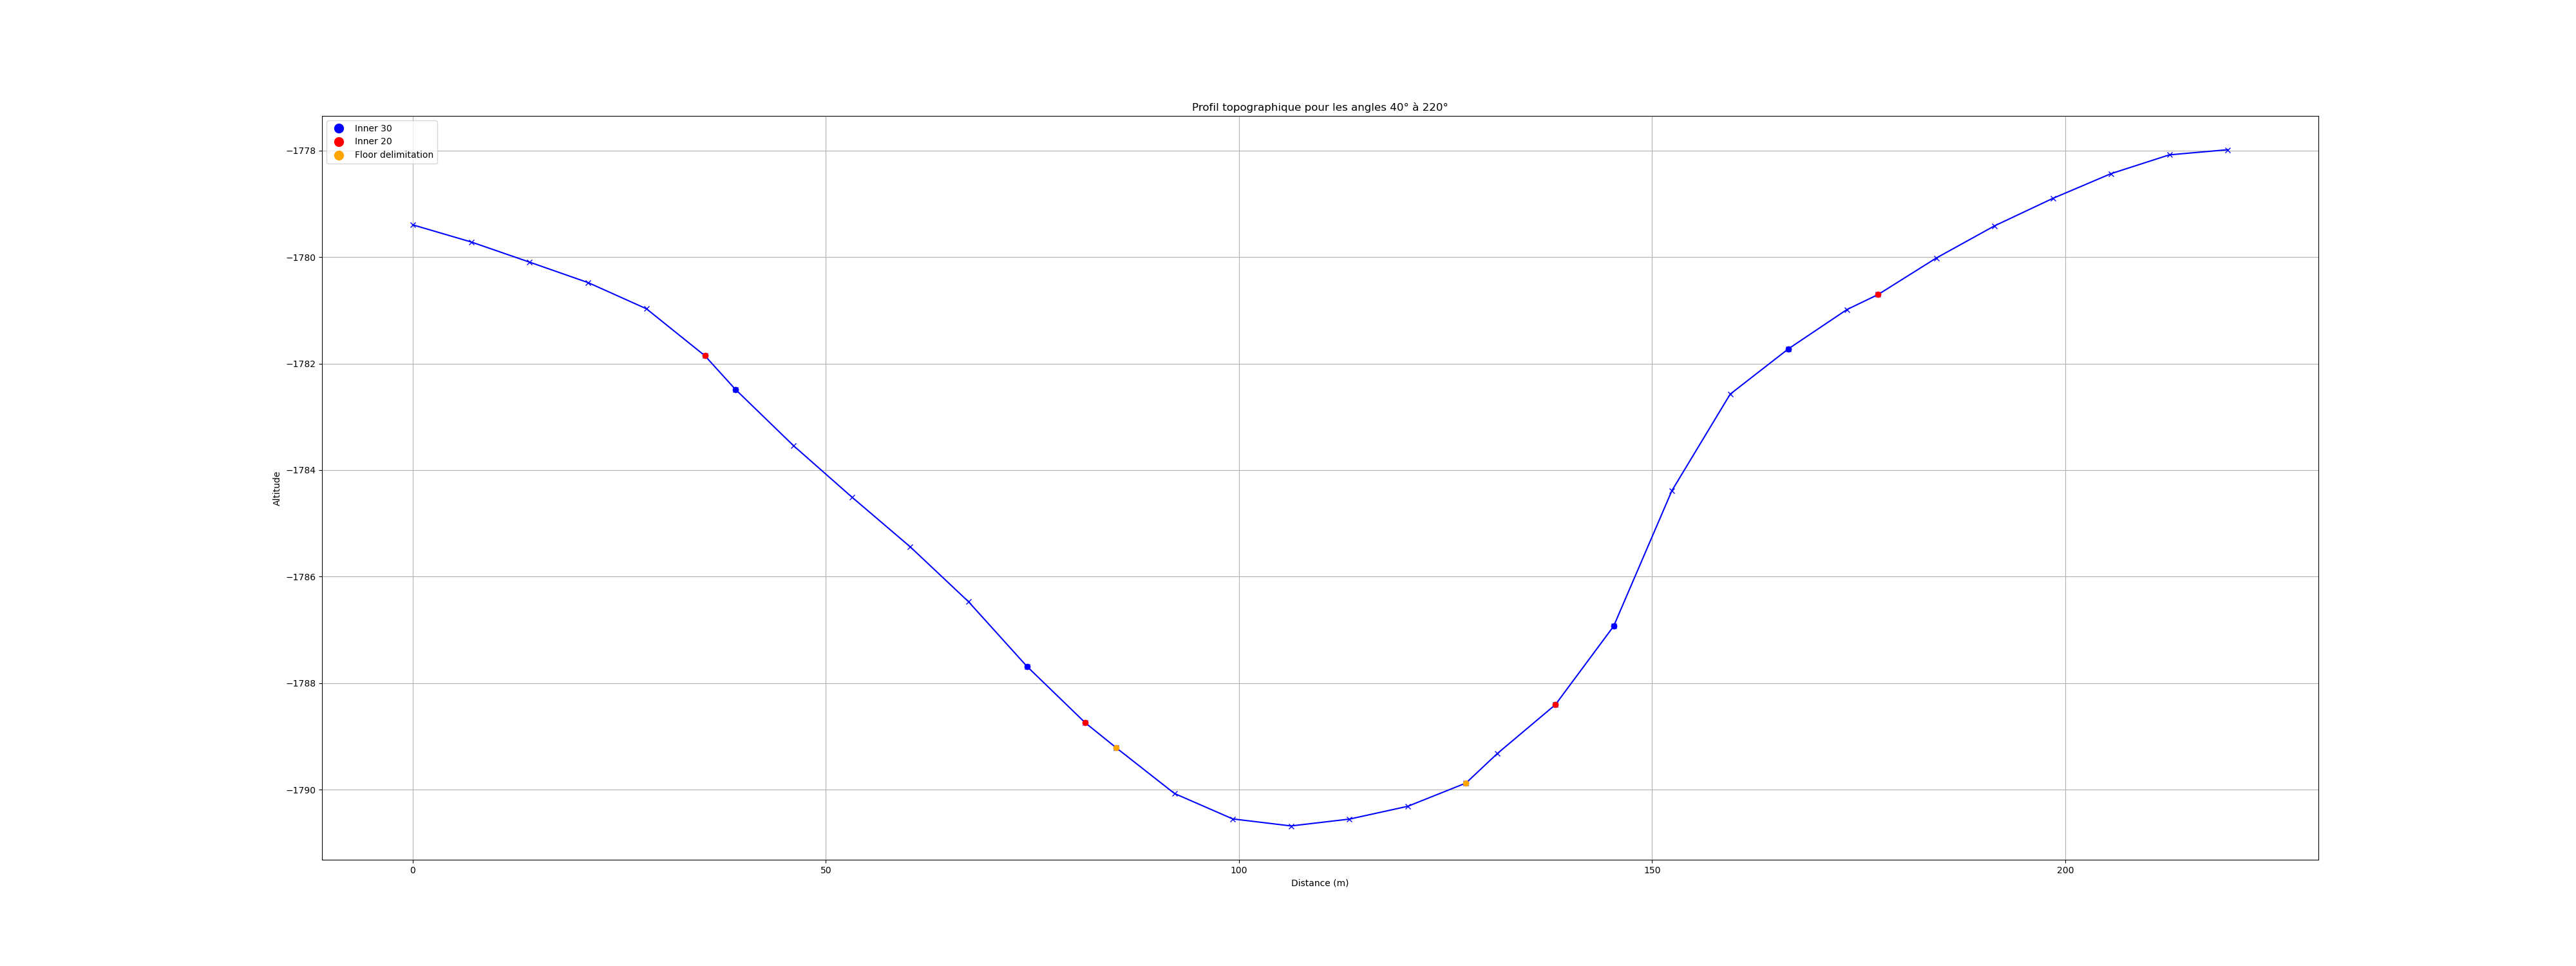 Profil topographique pour les angles 40° à 220°
Inner 30
Inner 20
Floor delimitation
−1778
−1780
−1782
−1784
−1786
−1788
−1790
Altitude
0 50 100 150 200
Distance (m)